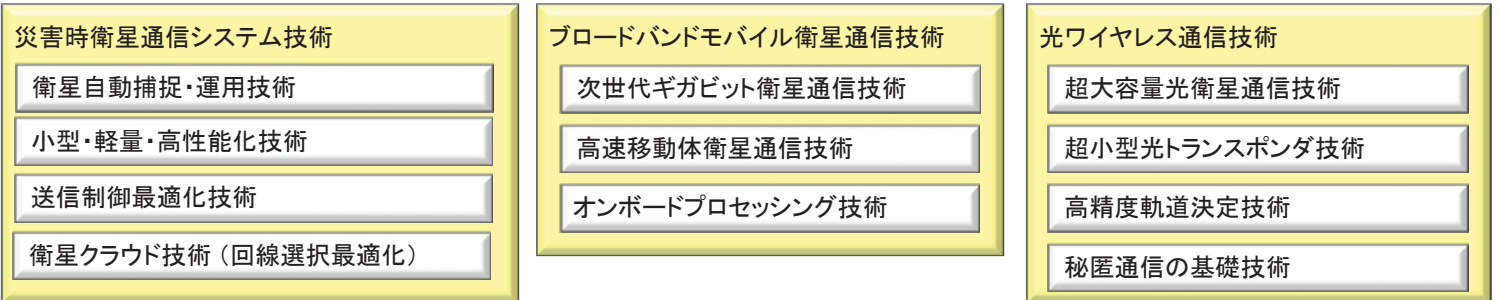 災害時衛星通信システム技術
衛星自動捕捉・運用技術
小型・軽量・高性能化技術
送信制御最適化技術
衛星クラウド技術（回線選択最適化）
ブロードバンドモバイル衛星通信技術
次世代ギガビット衛星通信技術
高速移動体衛星通信技術
オンボードプロセッシング技術
光ワイヤレス通信技術
超大容量光衛星通信技術
超小型光トランスポンダ技術
高精度軌道決定技術
秘匿通信の基礎技術